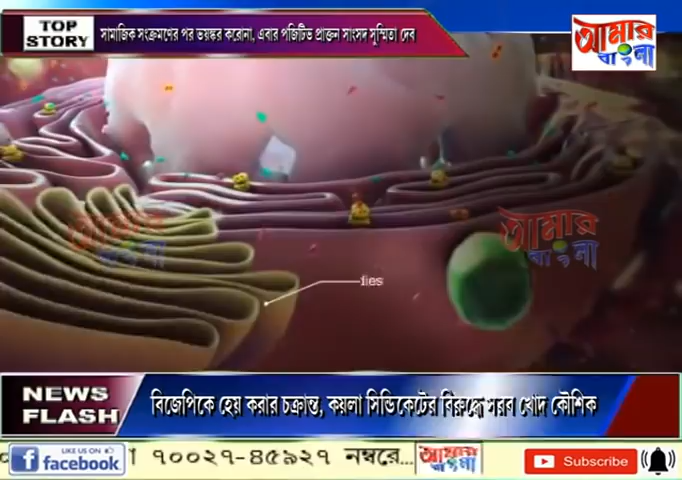 TOP STORY
সামাজিক সংক্রমণের পর ভয়ঙ্কর করোনা, এবার পজিটিভ প্রাক্তন সাংসদ সুস্মিতা দেব
আমার বাংলা
আমার বাংলা
আমার বাংলা
ües
NEWS FLASH
বিজেপিকে হেয় করার চক্রান্ত, কয়লা সিন্ডিকেটের বিরুদ্ধে সরব খোদ কৌশিক
LIKE US ON
facebook
৭০০২৭-৪৫৯২৭ নম্বরে...
আমার বাংলা
Subscribe